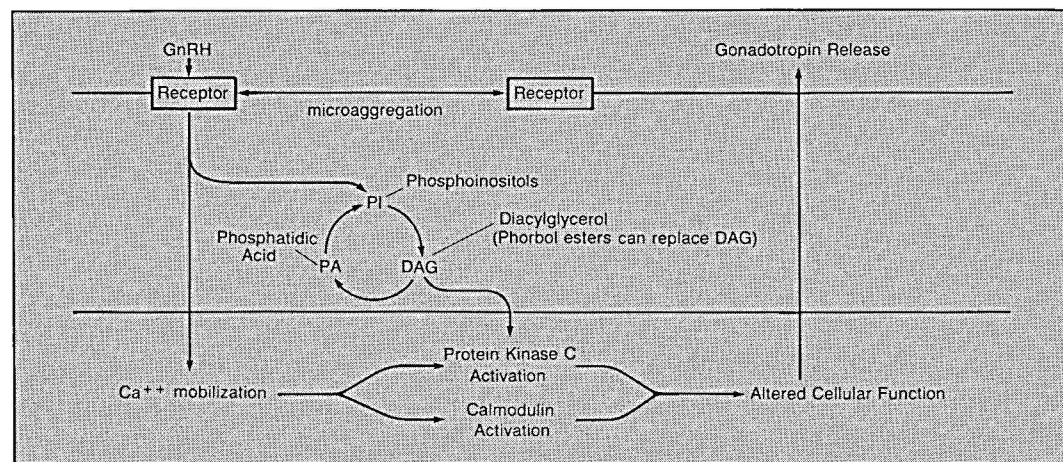 GnRH
Gonadotropin Release
Receptor
Receptor
microaggregation
Phosphoinositols
PI
Diacylglycerol
(Phorbol esters can replace DAG)
Phosphatidic
Acid
PA
DAG
Protein Kinase C
Activation
Ca++ mobilization
Altered Cellular Function
Calmodulin
Activation